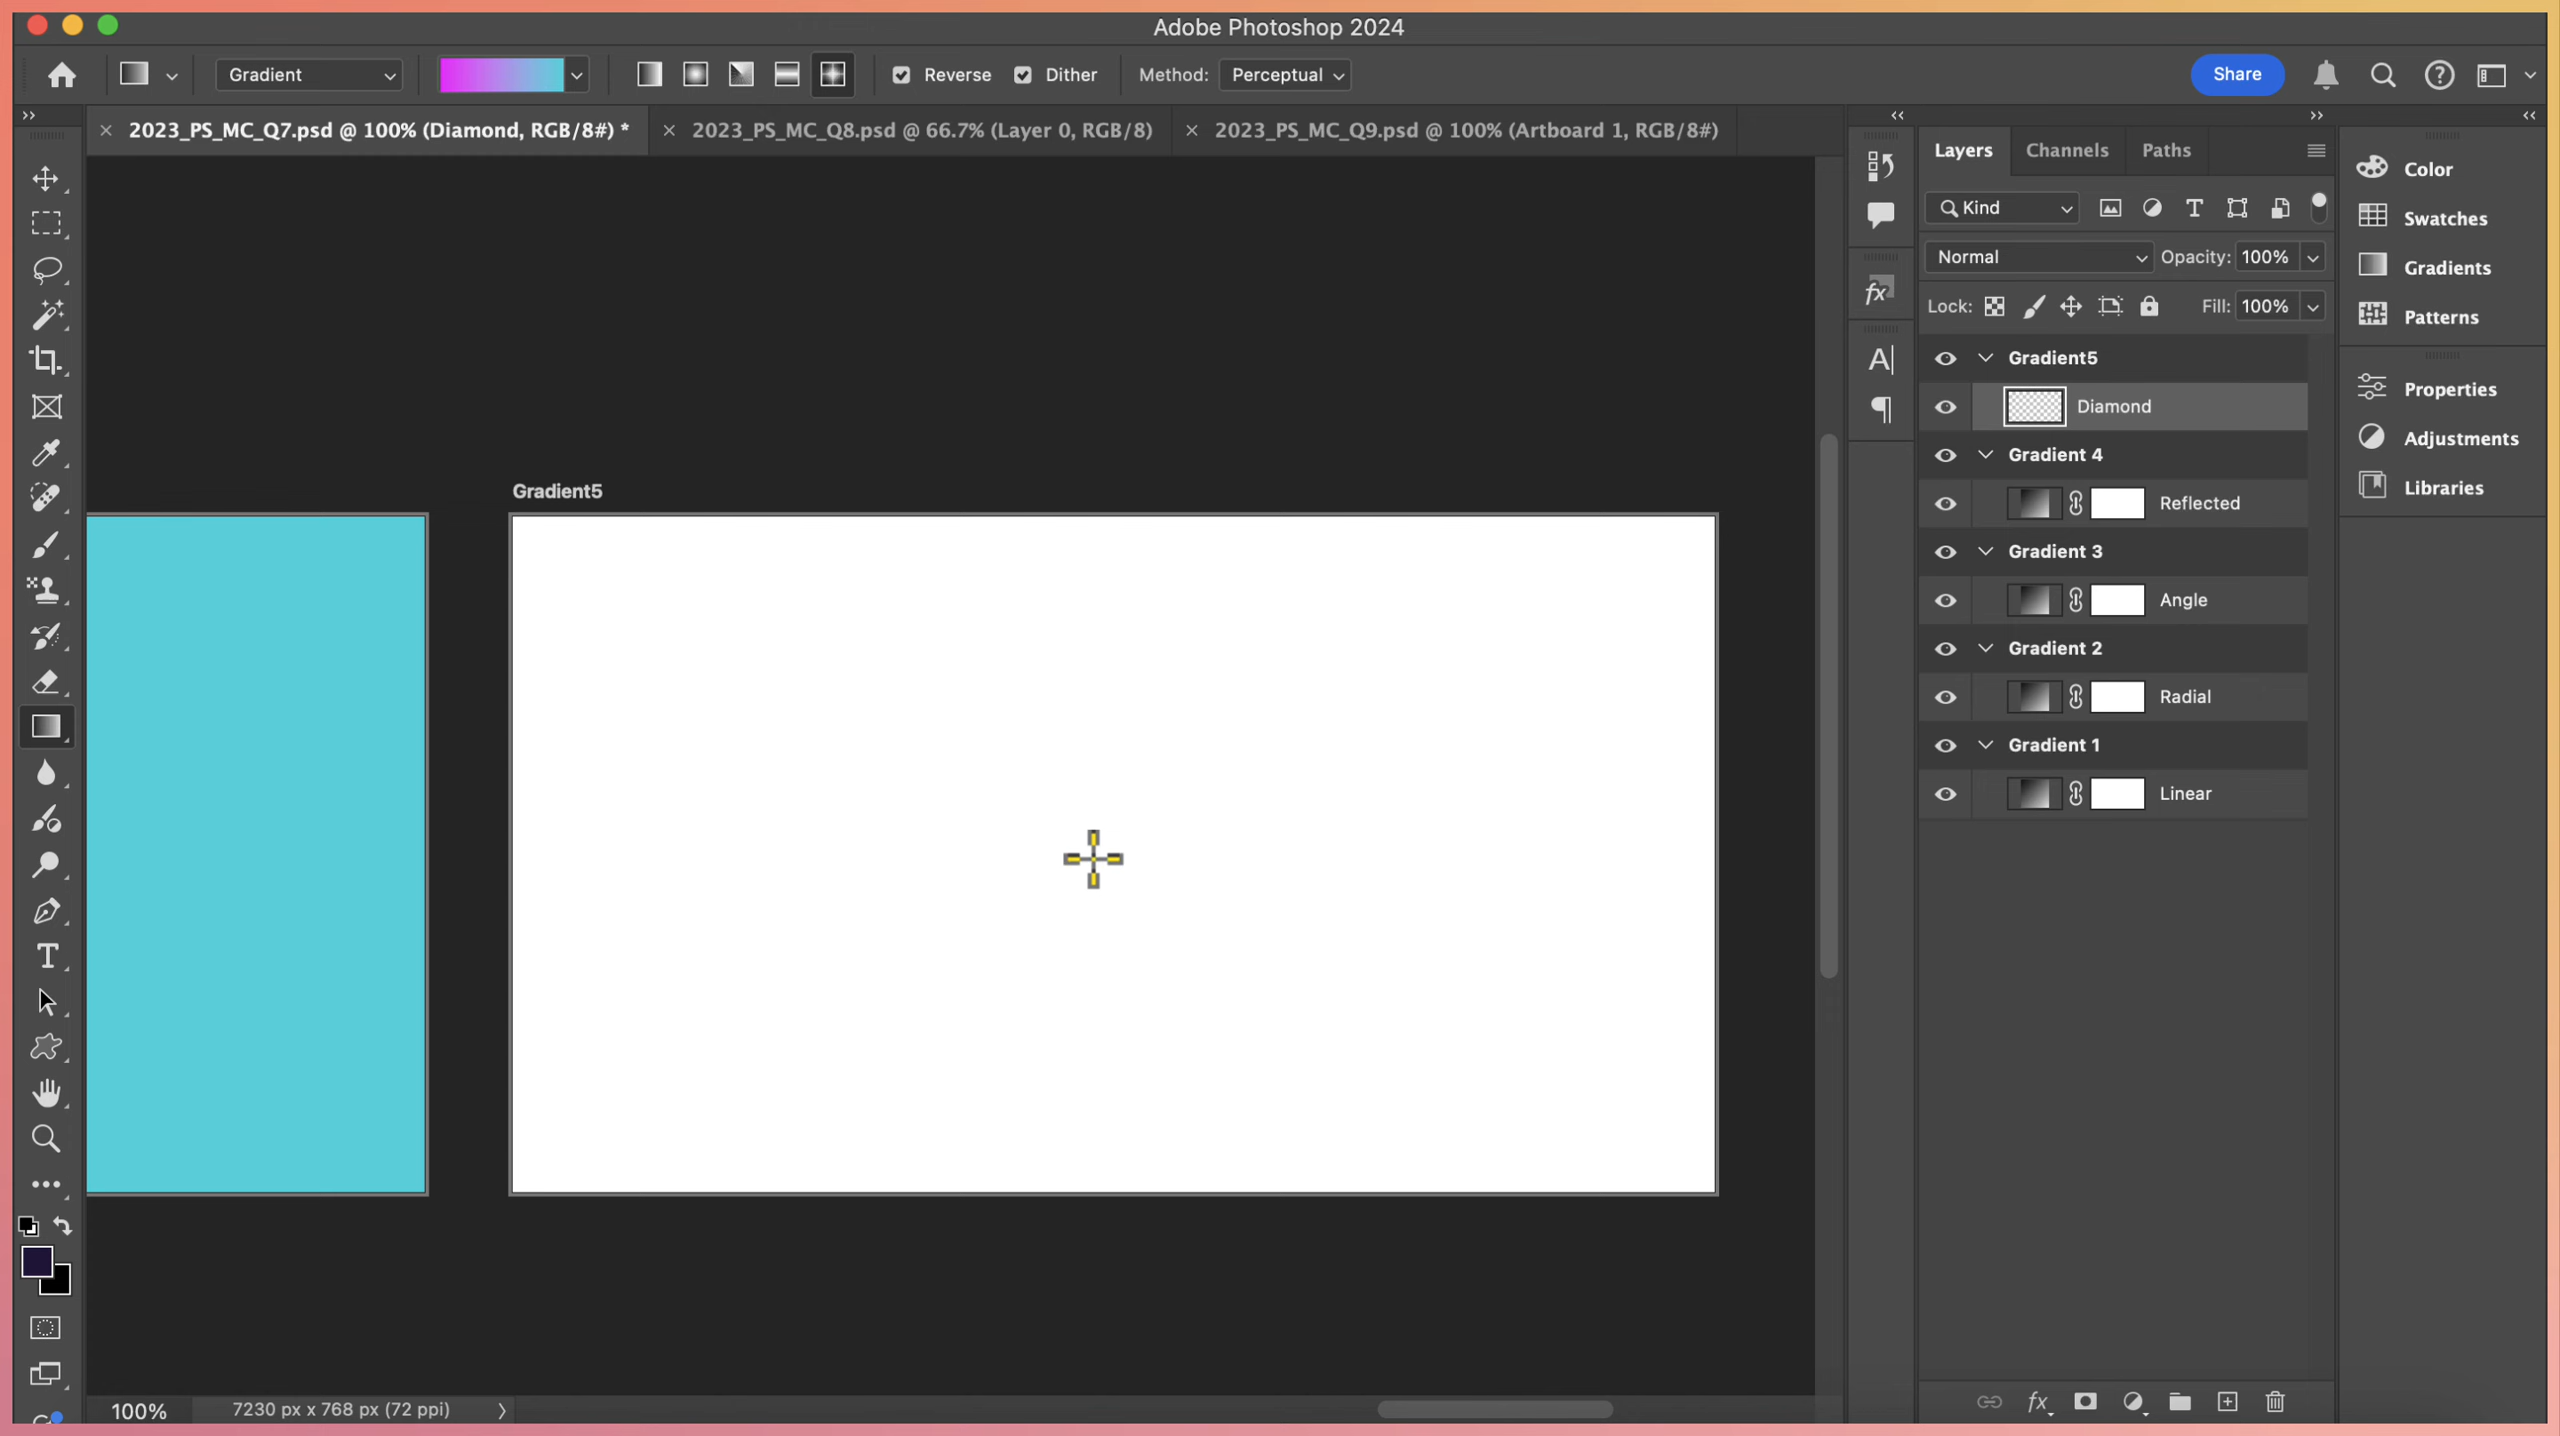 Adobe Photoshop 2024
Gradient
Reverse
Dither
Method:
Perceptual
Share
2023_PS_MC_Q7.psd @ 100% (Diamond, RGB/8#) *
2023_PS_MC_Q8.psd @ 66.7% (Layer 0, RGB/8)
2023_PS_MC_Q9.psd @ 100% (Artboard 1, RGB/8#)
Layers
Channels
Paths
Kind
Normal
Opacity:
100%
Lock:
Fill:
100%
Gradient5
Diamond
Gradient 4
Reflected
Gradient 3
Angle
Gradient 2
Radial
Gradient 1
Linear
Color
Swatches
Gradients
Patterns
Properties
Adjustments
Libraries
Gradient5
100%
7230 px x 768 px (72 ppi)